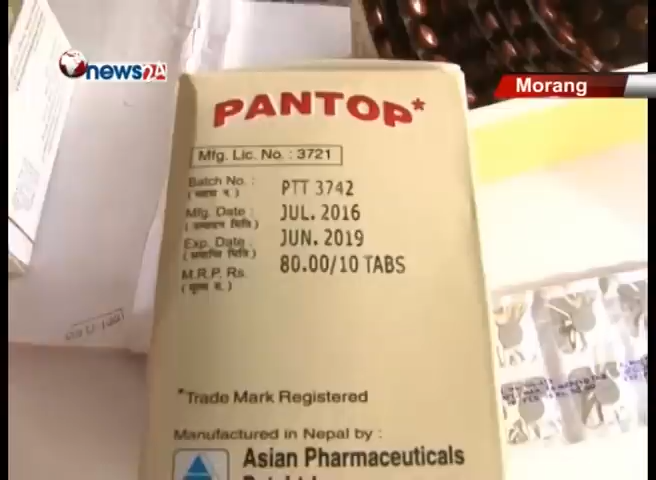 news24
Morang
PANTOP*
Mfg. Lic. No. : 3721
Batch No. : PTT 3742
Mfg. Date : JUL. 2016
Exp. Date : JUN. 2019
M.R.P. Rs. 80.00/10 TABS
*Trade Mark Registered
Manufactured in Nepal by :
Asian Pharmaceuticals